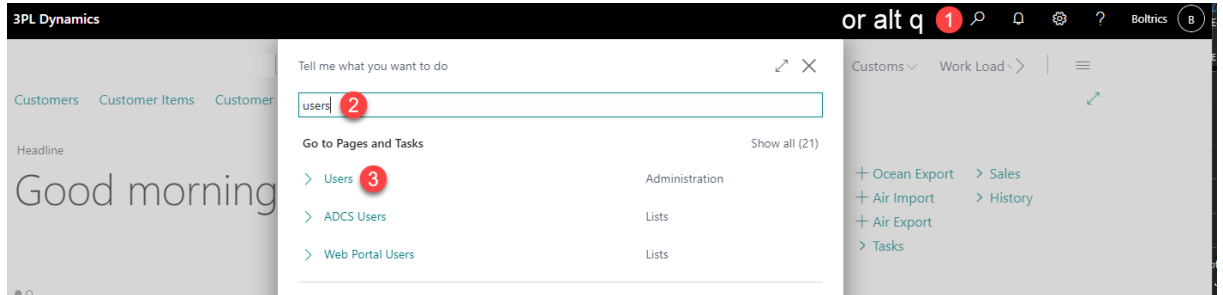 3PL Dynamics
or alt q 1 ? Boltrics B
Tell me what you want to do
Customs Work Load
Customers Customer Items Customer
users 2
Headline
Go to Pages and Tasks Show all (21)
Good morning
Users 3 Administration
ADCS Users Lists
Web Portal Users Lists
+ Ocean Export > Sales
+ Air Import > History
+ Air Export
> Tasks